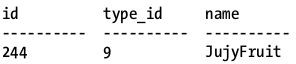 id          type_id     name
----------  ----------  ----------
244         9           JujyFruit